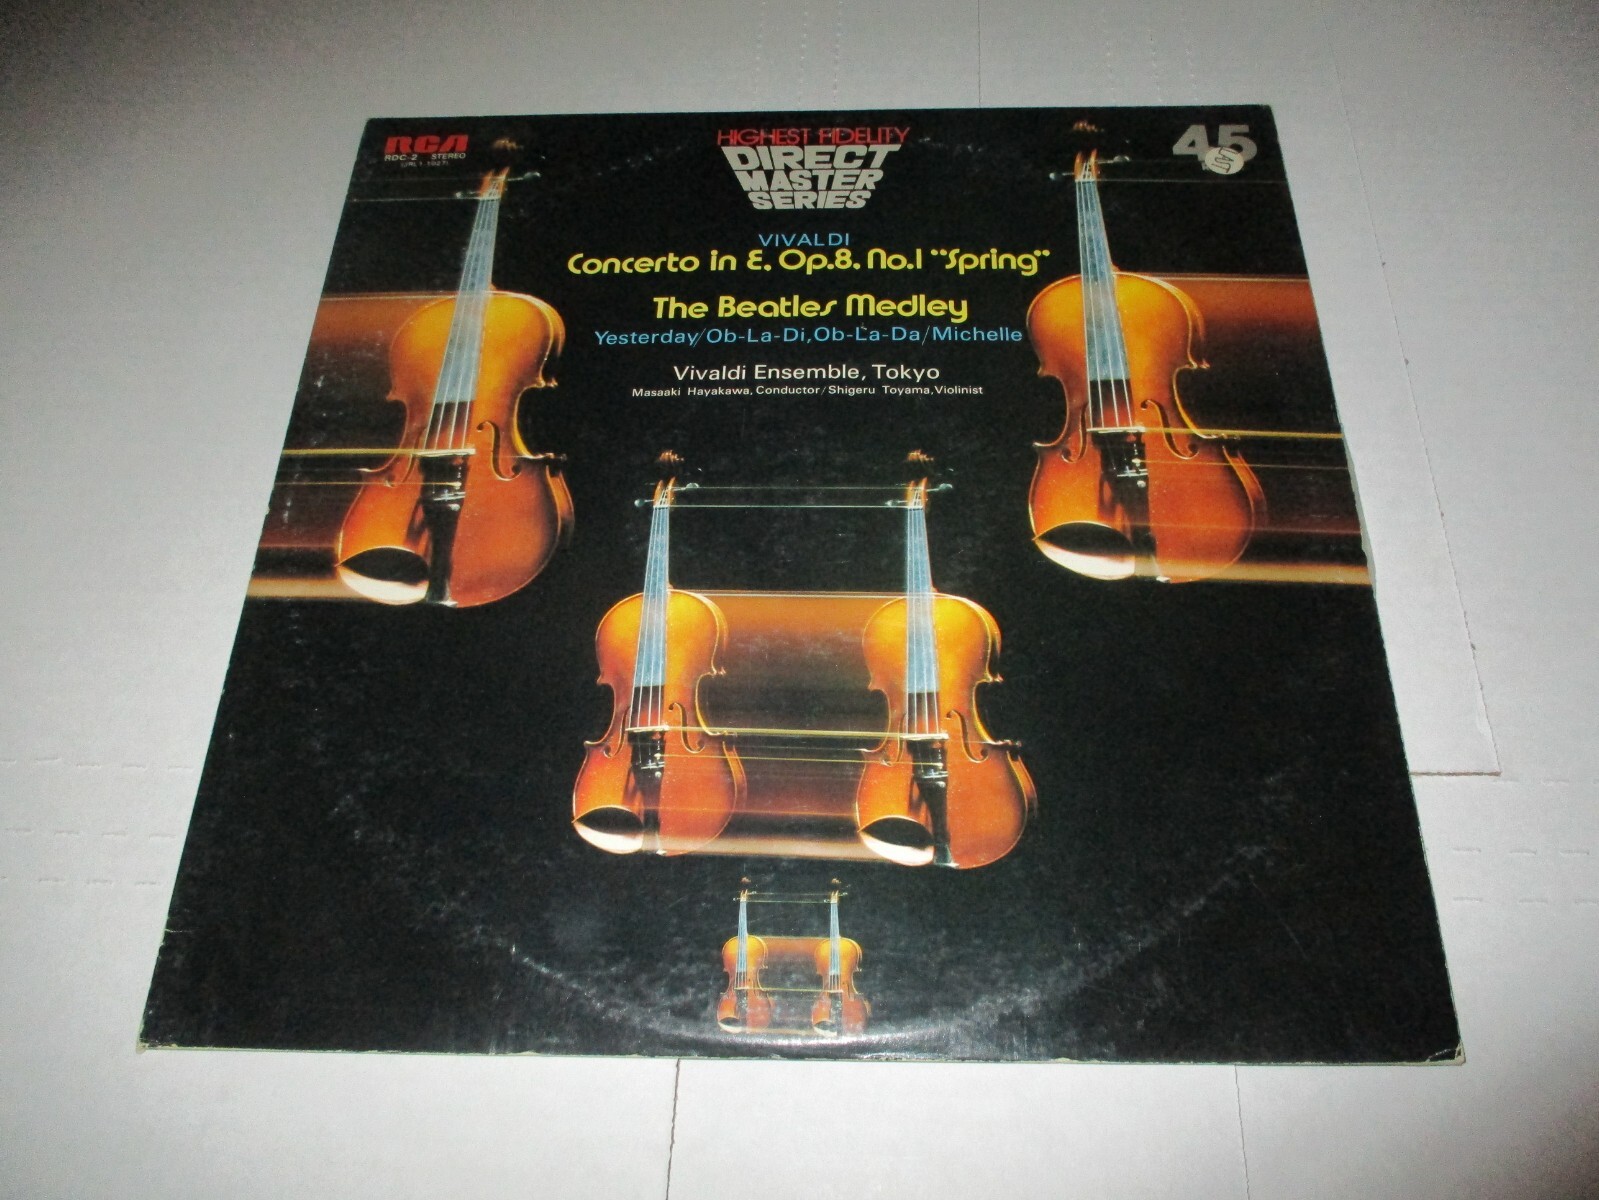 RCA
RDC-2 STEREO
HIGHEST FIDELITY
DIRECT
MASTER
SERIES
45
LAST
VIVALDI
Concerto in E, Op.8, No.1 "Spring"
The Beatles Medley
Yesterday/Ob-La-Di,Ob-La-Da/Michelle
Vivaldi Ensemble, Tokyo
Masaaki Hayakawa, Conductor/Shigeru Toyama, Violinist